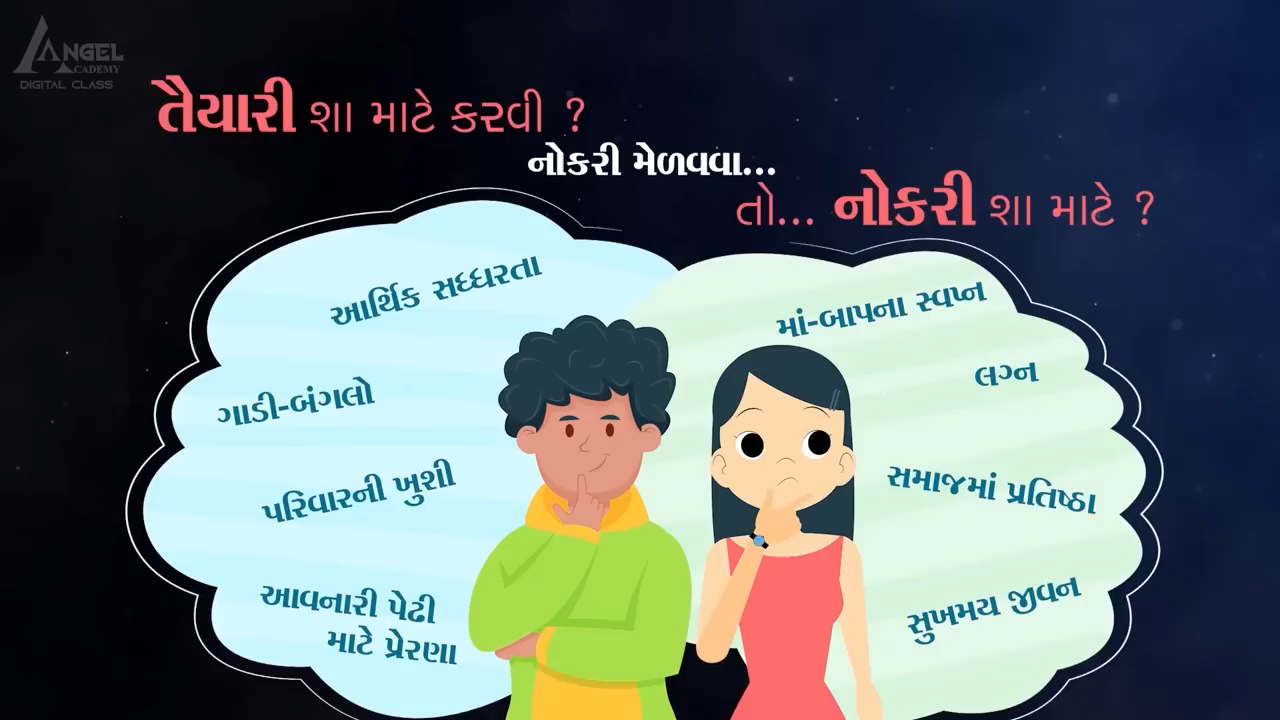 ANGEL
ACADEMY
DIGITAL CLASS
તૈયારી શા માટે કરવી ?
નોકરી મેળવવા...
તો... નોકરી શા માટે ?
આર્થિક સધ્ધરતા
ગાડી-બંગલો
પરિવારની ખુશી
આવનારી પેઢી
માટે પ્રેરણા
માં-બાપના સ્વપ્ન
લગ્ન
સમાજમાં પ્રતિષ્ઠા
સુખમય જીવન